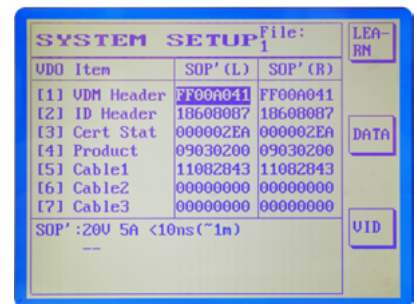 SYSTEM SETUP File: 1
LEA-
RN
VDO Item SOP'(L) SOP'(R)
[1] VDM Header FF00A041 FF00A041
[2] ID Header 18608087 18608087
[3] Cert Stat 000002EA 000002EA
[4] Product 09030200 09030200
[5] Cable1 11082843 11082843
[6] Cable2 00000000 00000000
[7] Cable3 00000000 00000000
DATA
SOP':20V 5A <10ns(~1m)
--
VID